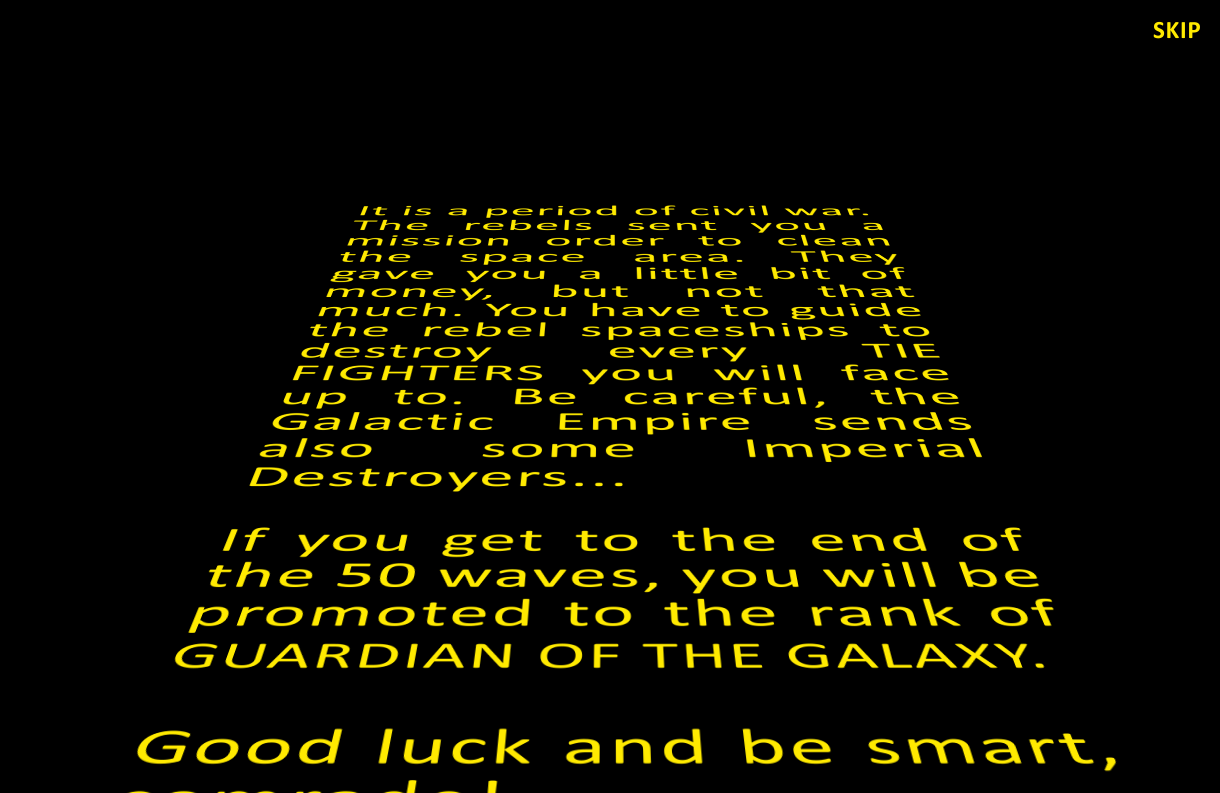 SKIP
It is a period of civil war.
The rebels sent you a
mission order to clean
the space area. They
gave you a little bit of
money, but not that
much. You have to guide
the rebel spaceships to
destroy every TIE
FIGHTERS you will face
up to. Be careful, the
Galactic Empire sends
also some Imperial
Destroyers...
If you get to the end of
the 50 waves, you will be
promoted to the rank of
GUARDIAN OF THE GALAXY.
Good luck and be smart,